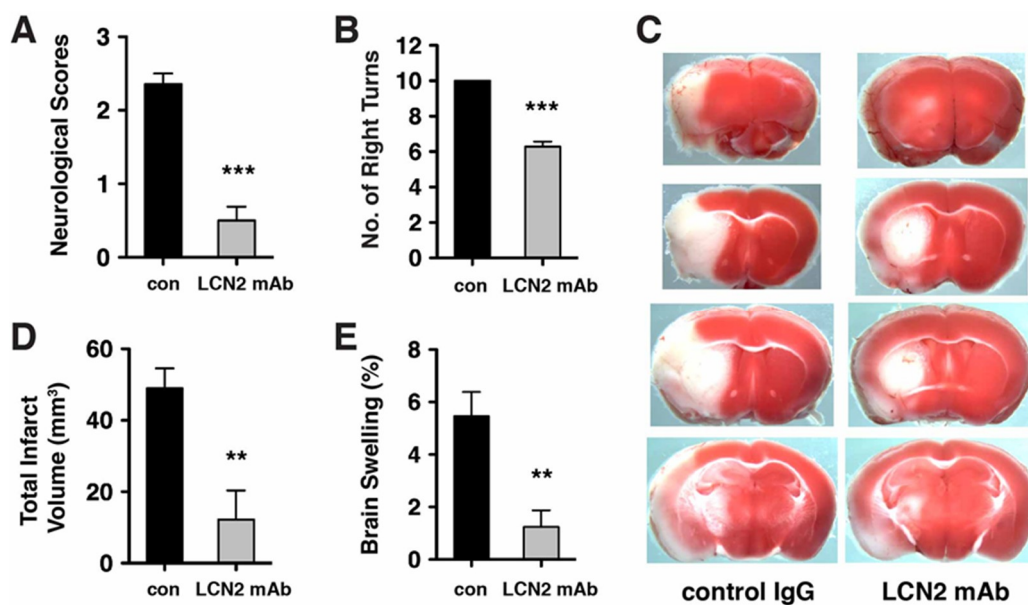 A
Neurological Scores
3
2
1
0
***
con LCN2 mAb
B
No. of Right Turns
12
10
8
6
4
2
0
***
con LCN2 mAb
C
control IgG LCN2 mAb
D
Total Infarct
Volume (mm³)
60
40
20
0
**
con LCN2 mAb
E
Brain Swelling (%)
8
6
4
2
0
**
con LCN2 mAb